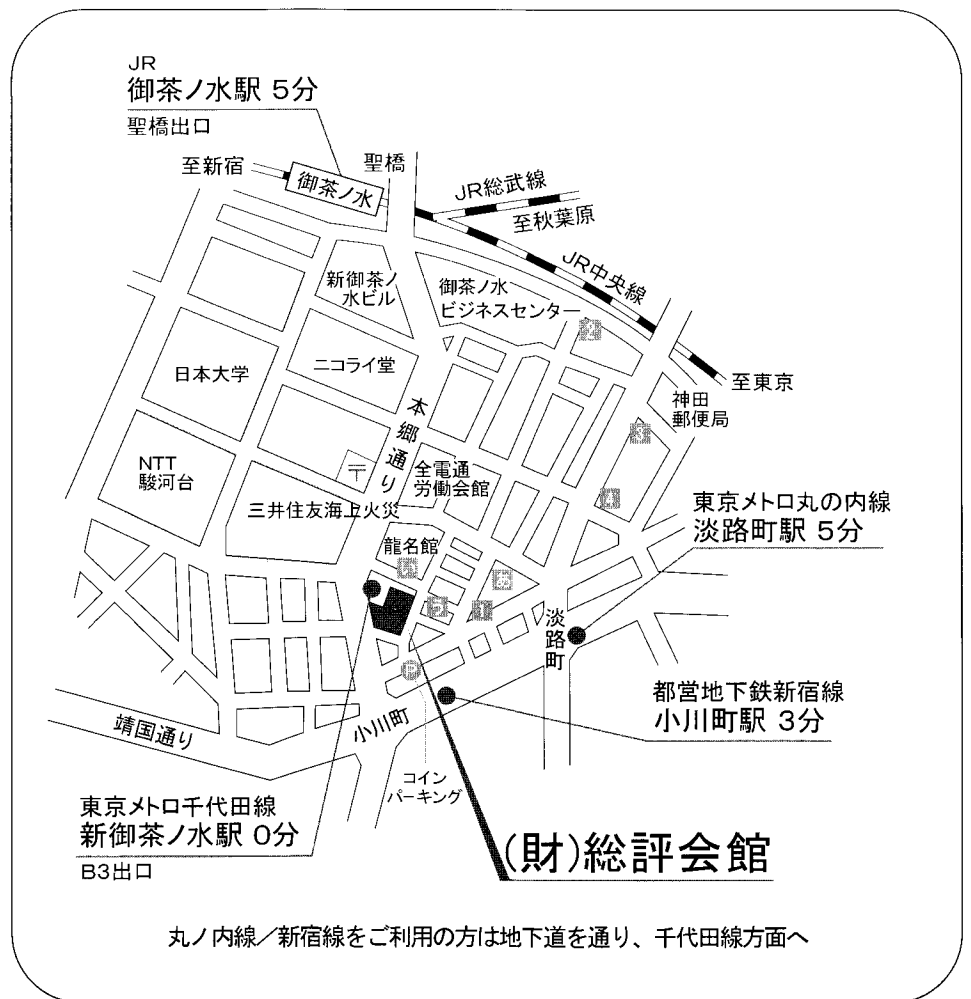 JR
御茶ノ水駅 5分
聖橋出口
至新宿
御茶ノ水
聖橋
JR総武線
至秋葉原
JR中央線
新御茶ノ
水ビル
御茶ノ水
ビジネスセンター
2
至東京
日本大学
ニコライ堂
本郷通り
神田
郵便局
3
NTT
駿河台
〒
全電通
労働会館
4
三井住友海上火災
東京メトロ丸の内線
淡路町駅 5分
龍名館
い
あ
う
1
淡路町
P
都営地下鉄新宿線
小川町駅 3分
靖国通り
小川町
コイン
パーキング
東京メトロ千代田線
新御茶ノ水駅 0分
B3出口
(財)総評会館
丸ノ内線/新宿線をご利用の方は地下道を通り、千代田線方面へ